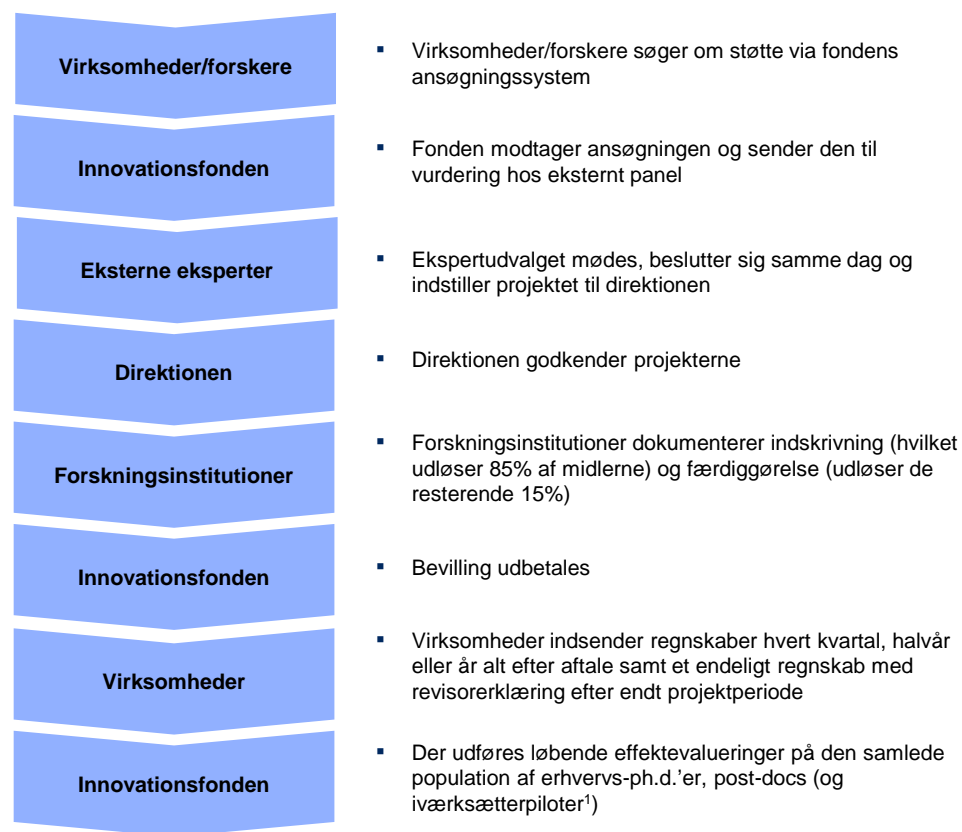 Virksomheder/forskere
▪ Virksomheder/forskere søger om støtte via fondens
ansøgningssystem
Innovationsfonden
▪ Fonden modtager ansøgningen og sender den til
vurdering hos eksternt panel
Eksterne eksperter
▪ Ekspertudvalget mødes, beslutter sig samme dag og
indstiller projektet til direktionen
Direktionen
▪ Direktionen godkender projekterne
Forskningsinstitutioner
▪ Forskningsinstitutioner dokumenterer indskrivning (hvilket
udløser 85% af midlerne) og færdiggørelse (udløser de
resterende 15%)
Innovationsfonden
▪ Bevilling udbetales
Virksomheder
▪ Virksomheder indsender regnskaber hvert kvartal, halvår
eller år alt efter aftale samt et endeligt regnskab med
revisorerklæring efter endt projektperiode
Innovationsfonden
▪ Der udføres løbende effektevalueringer på den samlede
population af erhvervs-ph.d.’er, post-docs (og
iværksætterpiloter¹)